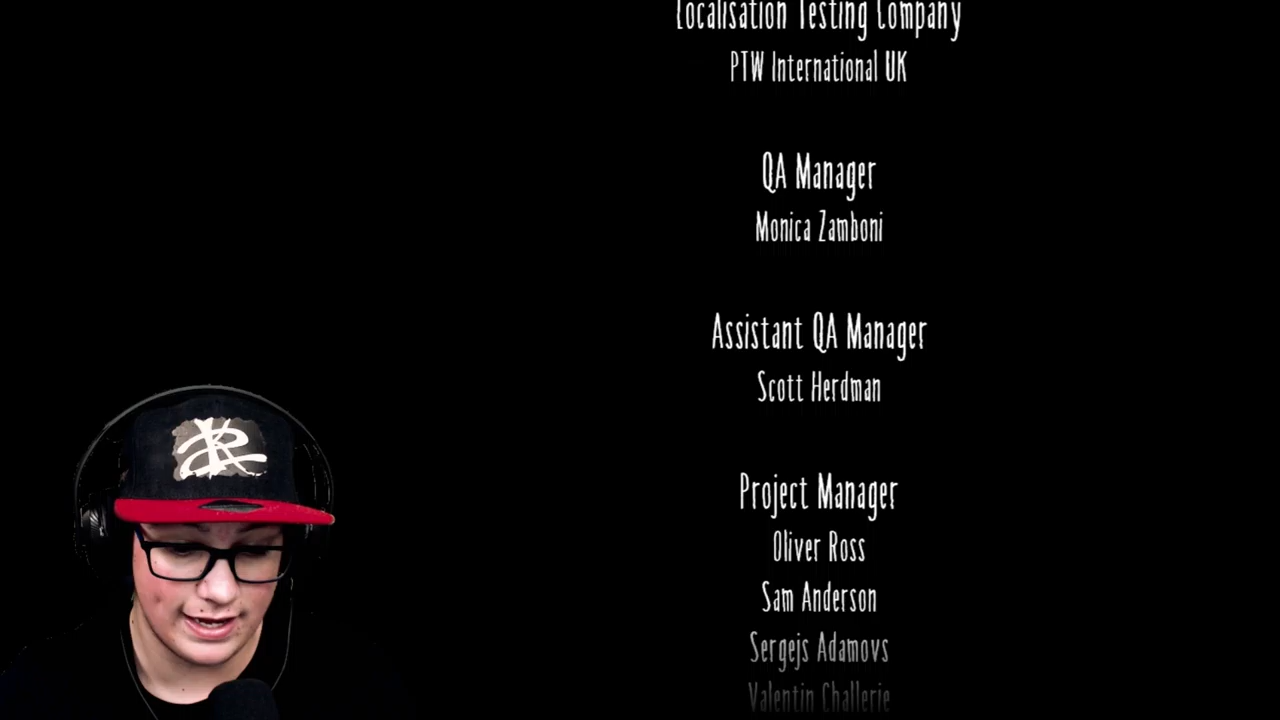 Localisation Testing Company
PTW International UK
QA Manager
Monica Zamboni
Assistant QA Manager
Scott Herdman
Project Manager
Oliver Ross
Sam Anderson
Sergejs Adamovs
Valentin Challerie